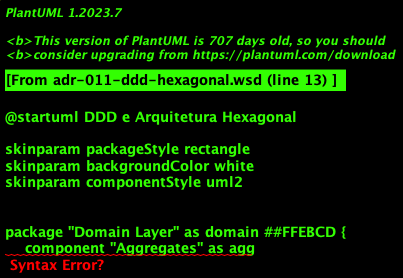 PlantUML 1.2023.7
<b>This version of PlantUML is 707 days old, so you should
<b>consider upgrading from https://plantuml.com/download
[From adr-011-ddd-hexagonal.wsd (line 13) ]
@startuml DDD e Arquitetura Hexagonal
skinparam packageStyle rectangle
skinparam backgroundColor white
skinparam componentStyle uml2
package "Domain Layer" as domain ##FFEBCD {
component "Aggregates" as agg
Syntax Error?